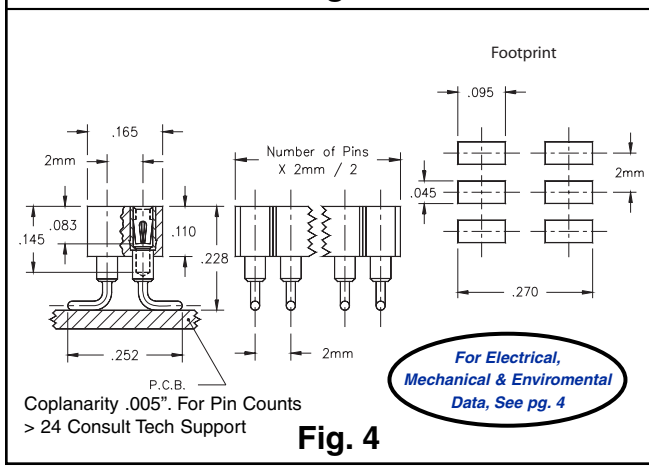 Footprint
.095
.165
2mm
Number of Pins
X 2mm / 2
2mm
.045
.083
.145
.110
.228
.270
.252
2mm
P.C.B.
For Electrical,
Mechanical & Enviromental
Data, See pg. 4
Coplanarity .005”. For Pin Counts
> 24 Consult Tech Support
Fig. 4